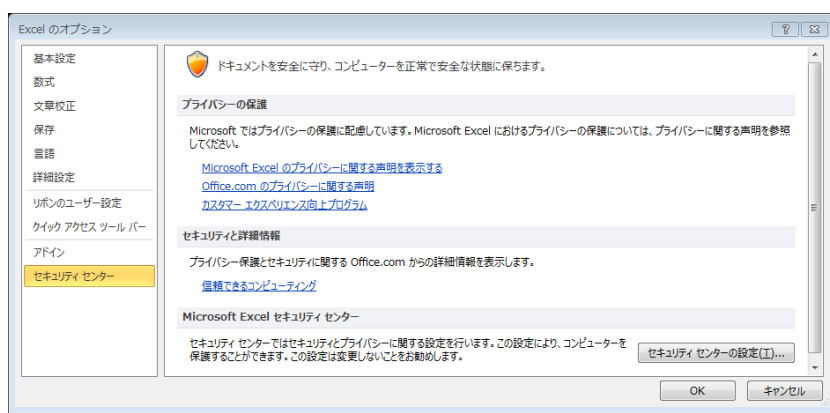 Excel のオプション
基本設定
数式
文章校正
保存
言語
詳細設定
リボンのユーザー設定
クイック アクセス ツール バー
アドイン
セキュリティ センター
ドキュメントを安全に守り、コンピューターを正常で安全な状態に保ちます。
プライバシーの保護
Microsoft ではプライバシーの保護に配慮しています。Microsoft Excel におけるプライバシーの保護については、プライバシーに関する声明を参照
してください。
Microsoft Excel のプライバシーに関する声明を表示する
Office.com のプライバシーに関する声明
カスタマー エクスペリエンス向上プログラム
セキュリティと詳細情報
プライバシー保護とセキュリティに関する Office.com からの詳細情報を表示します。
信頼できるコンピューティング
Microsoft Excel セキュリティ センター
セキュリティ センターではセキュリティとプライバシーに関する設定を行います。この設定により、コンピューターを
保護することができます。この設定は変更しないことをお勧めします。
セキュリティ センターの設定(T)...
OK
キャンセル